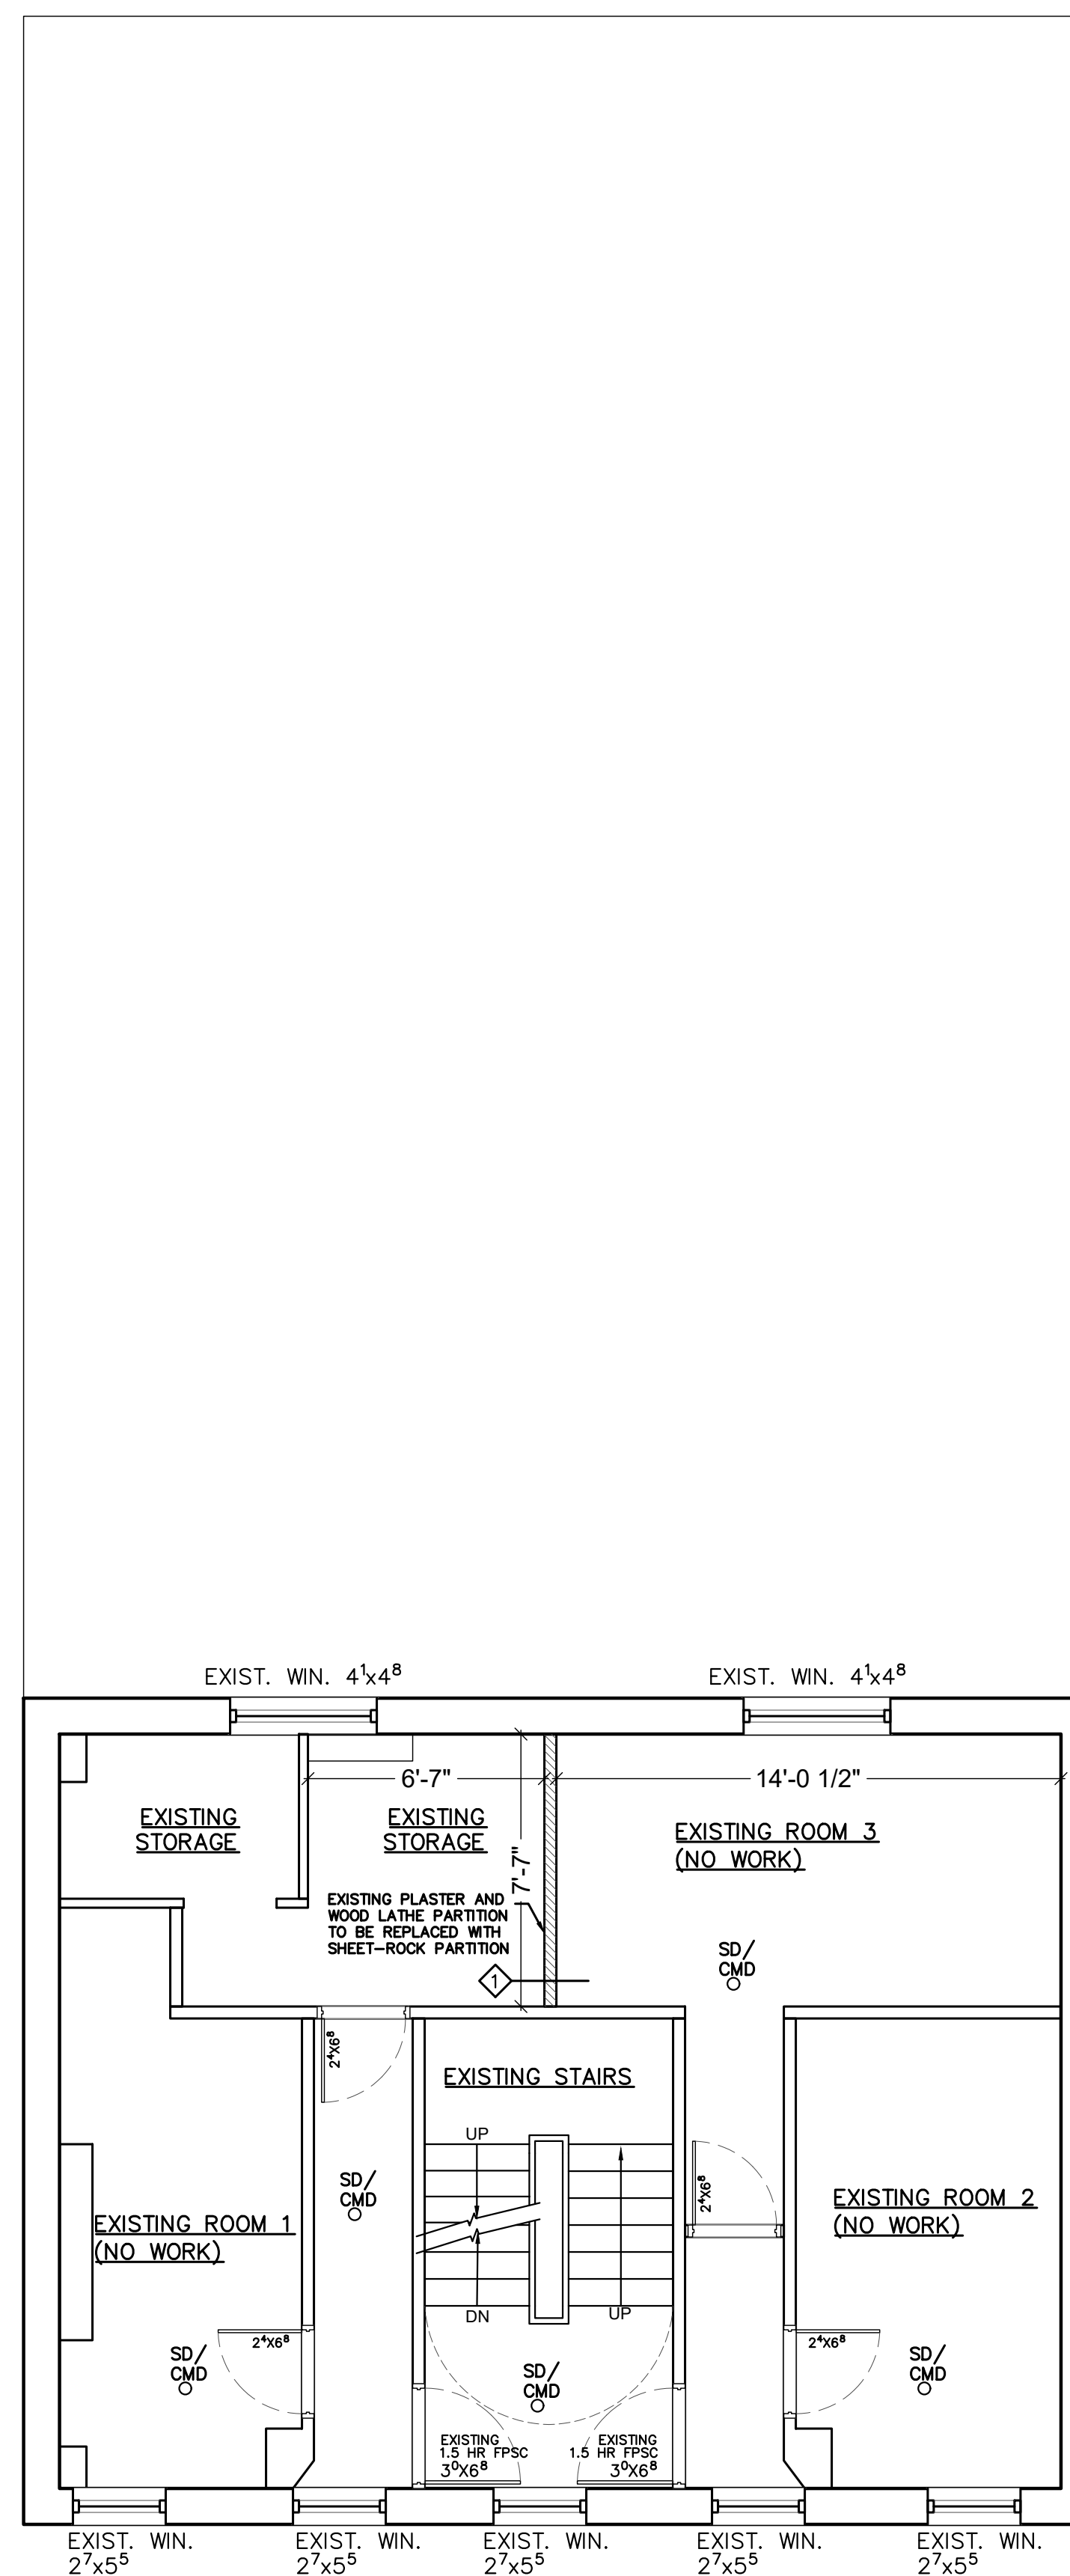 EXIST. WIN. 4¹x4⁸
EXIST. WIN. 4¹x4⁸
6'-7"
14'-0 1/2"
EXISTING
STORAGE
EXISTING
STORAGE
7'-7"
EXISTING ROOM 3
(NO WORK)
EXISTING PLASTER AND
WOOD LATHE PARTITION
TO BE REPLACED WITH
SHEET-ROCK PARTITION
1
SD/
CMD
2⁴X6⁸
EXISTING STAIRS
UP
SD/
CMD
2⁴X6⁸
EXISTING ROOM 1
(NO WORK)
EXISTING ROOM 2
(NO WORK)
DN
UP
2⁴X6⁸
2⁴X6⁸
SD/
CMD
SD/
CMD
SD/
CMD
EXISTING
1.5 HR FPSC
3⁰X6⁸
EXISTING
1.5 HR FPSC
3⁰X6⁸
EXIST. WIN.
2⁷x5⁵
EXIST. WIN.
2⁷x5⁵
EXIST. WIN.
2⁷x5⁵
EXIST. WIN.
2⁷x5⁵
EXIST. WIN.
2⁷x5⁵